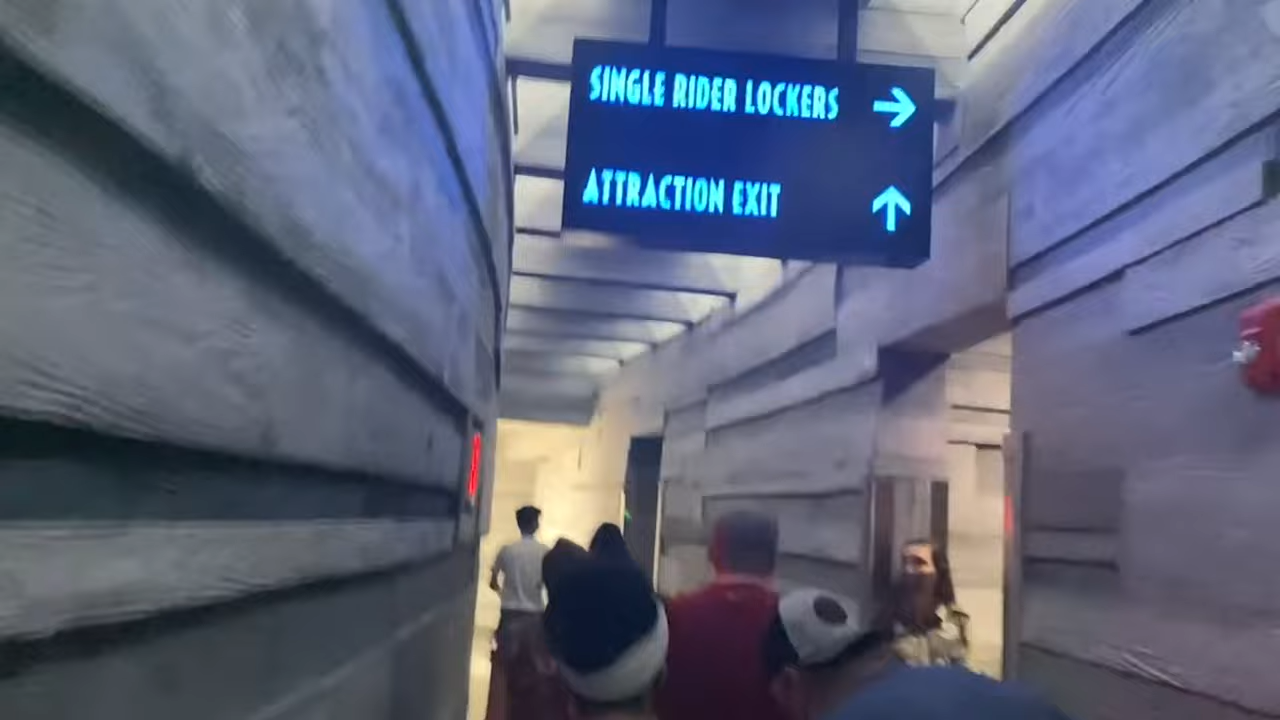 SINGLE RIDER LOCKERS →
ATTRACTION EXIT ↑